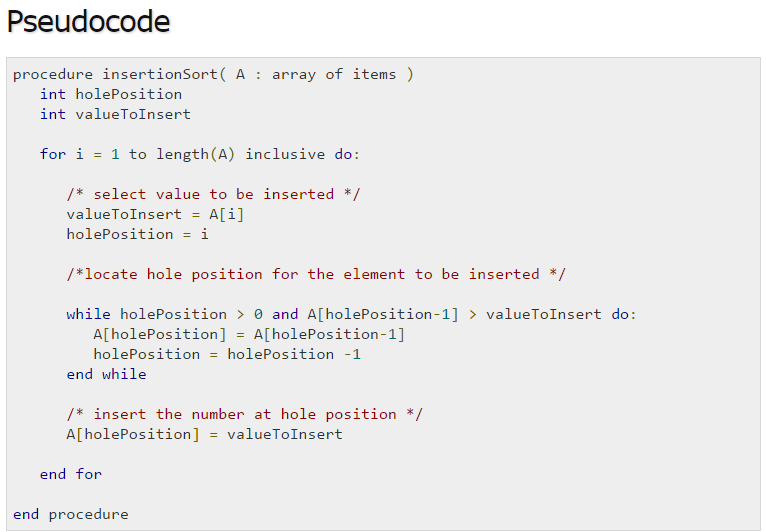 Pseudocode
procedure insertionSort( A : array of items )
int holePosition
int valueToInsert
for i = 1 to length(A) inclusive do:
/* select value to be inserted */
valueToInsert = A[i]
holePosition = i
/*locate hole position for the element to be inserted */
while holePosition > 0 and A[holePosition-1] > valueToInsert do:
A[holePosition] = A[holePosition-1]
holePosition = holePosition -1
end while
/* insert the number at hole position */
A[holePosition] = valueToInsert
end for
end procedure